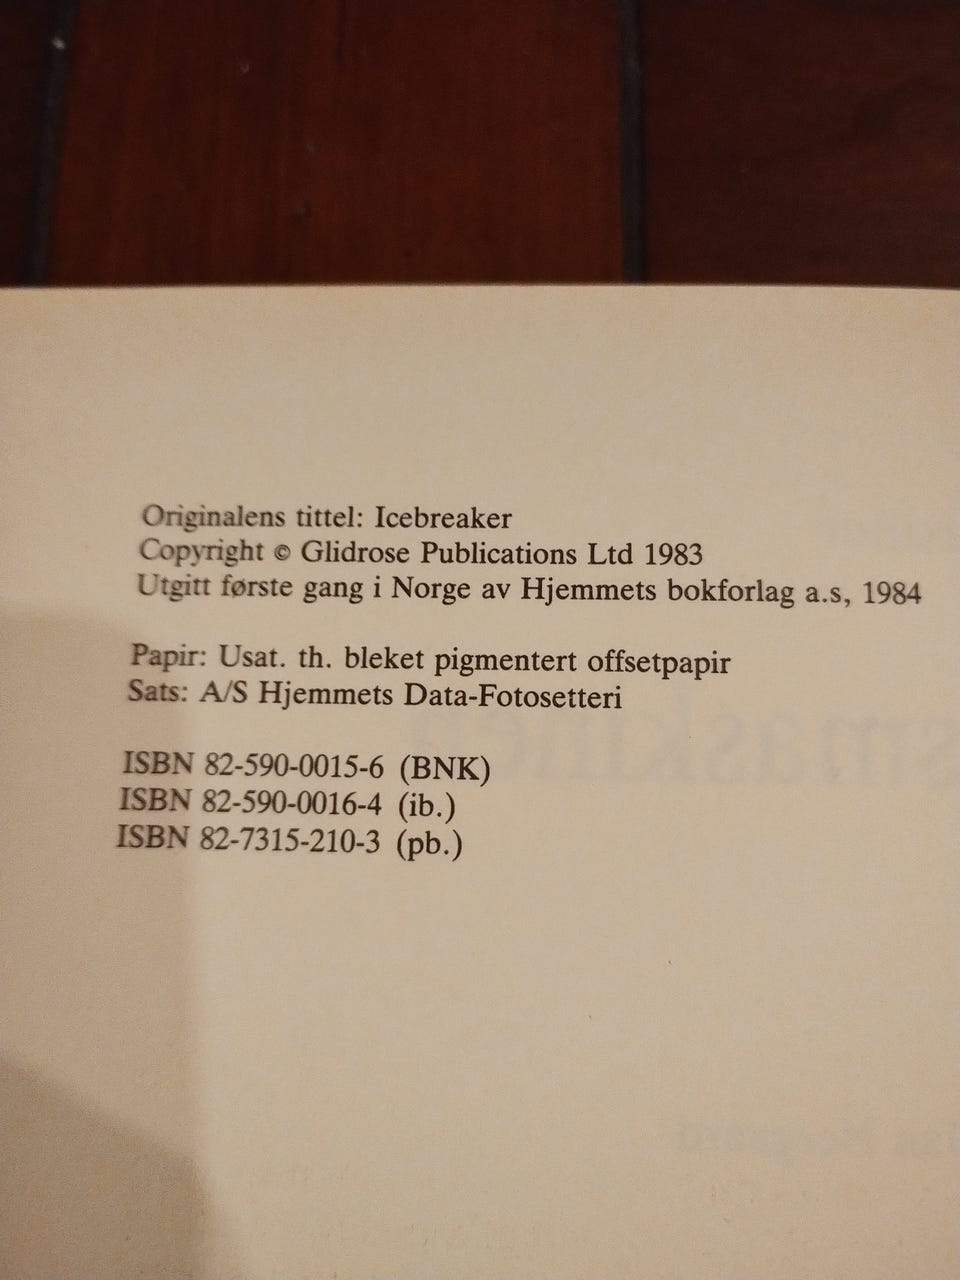 Originalens tittel: Icebreaker
Copyright © Glidrose Publications Ltd 1983
Utgitt første gang i Norge av Hjemmets bokforlag a.s, 1984
Papir: Usat. th. bleket pigmentert offsetpapir
Sats: A/S Hjemmets Data-Fotosetteri
ISBN 82-590-0015-6 (BNK)
ISBN 82-590-0016-4 (ib.)
ISBN 82-7315-210-3 (pb.)